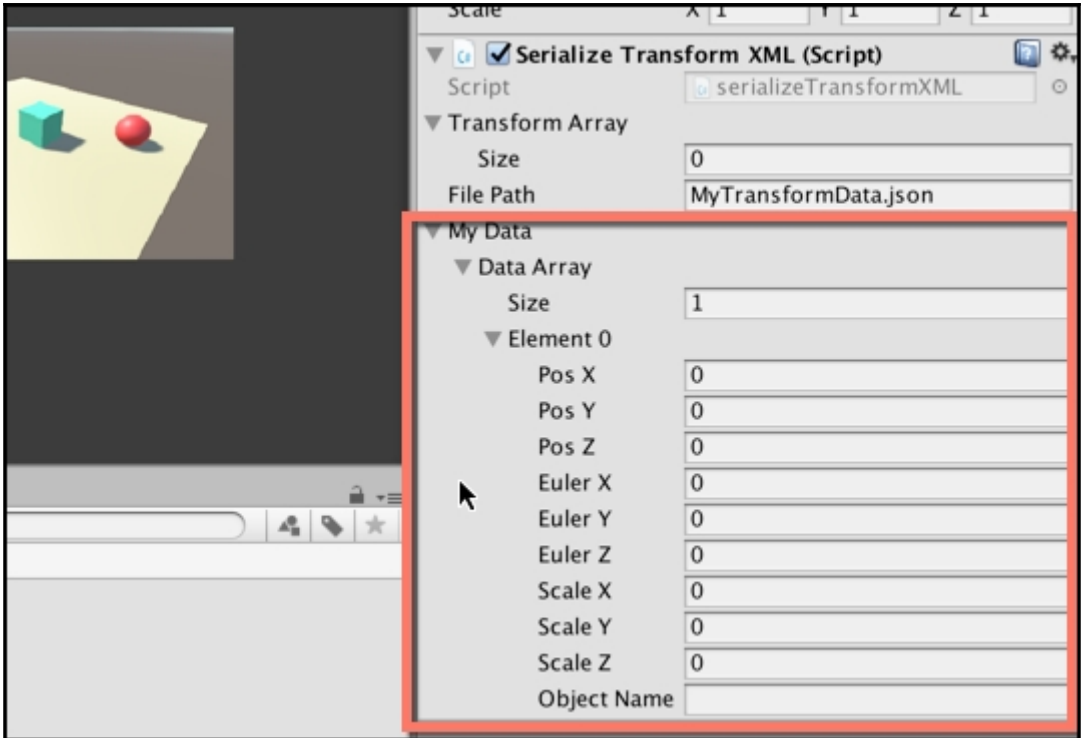 Scale X 1 Y 1 Z 1
Serialize Transform XML (Script)
Script serializeTransformXML
Transform Array
Size 0
File Path MyTransformData.json
My Data
Data Array
Size 1
Element 0
Pos X 0
Pos Y 0
Pos Z 0
Euler X 0
Euler Y 0
Euler Z 0
Scale X 0
Scale Y 0
Scale Z 0
Object Name